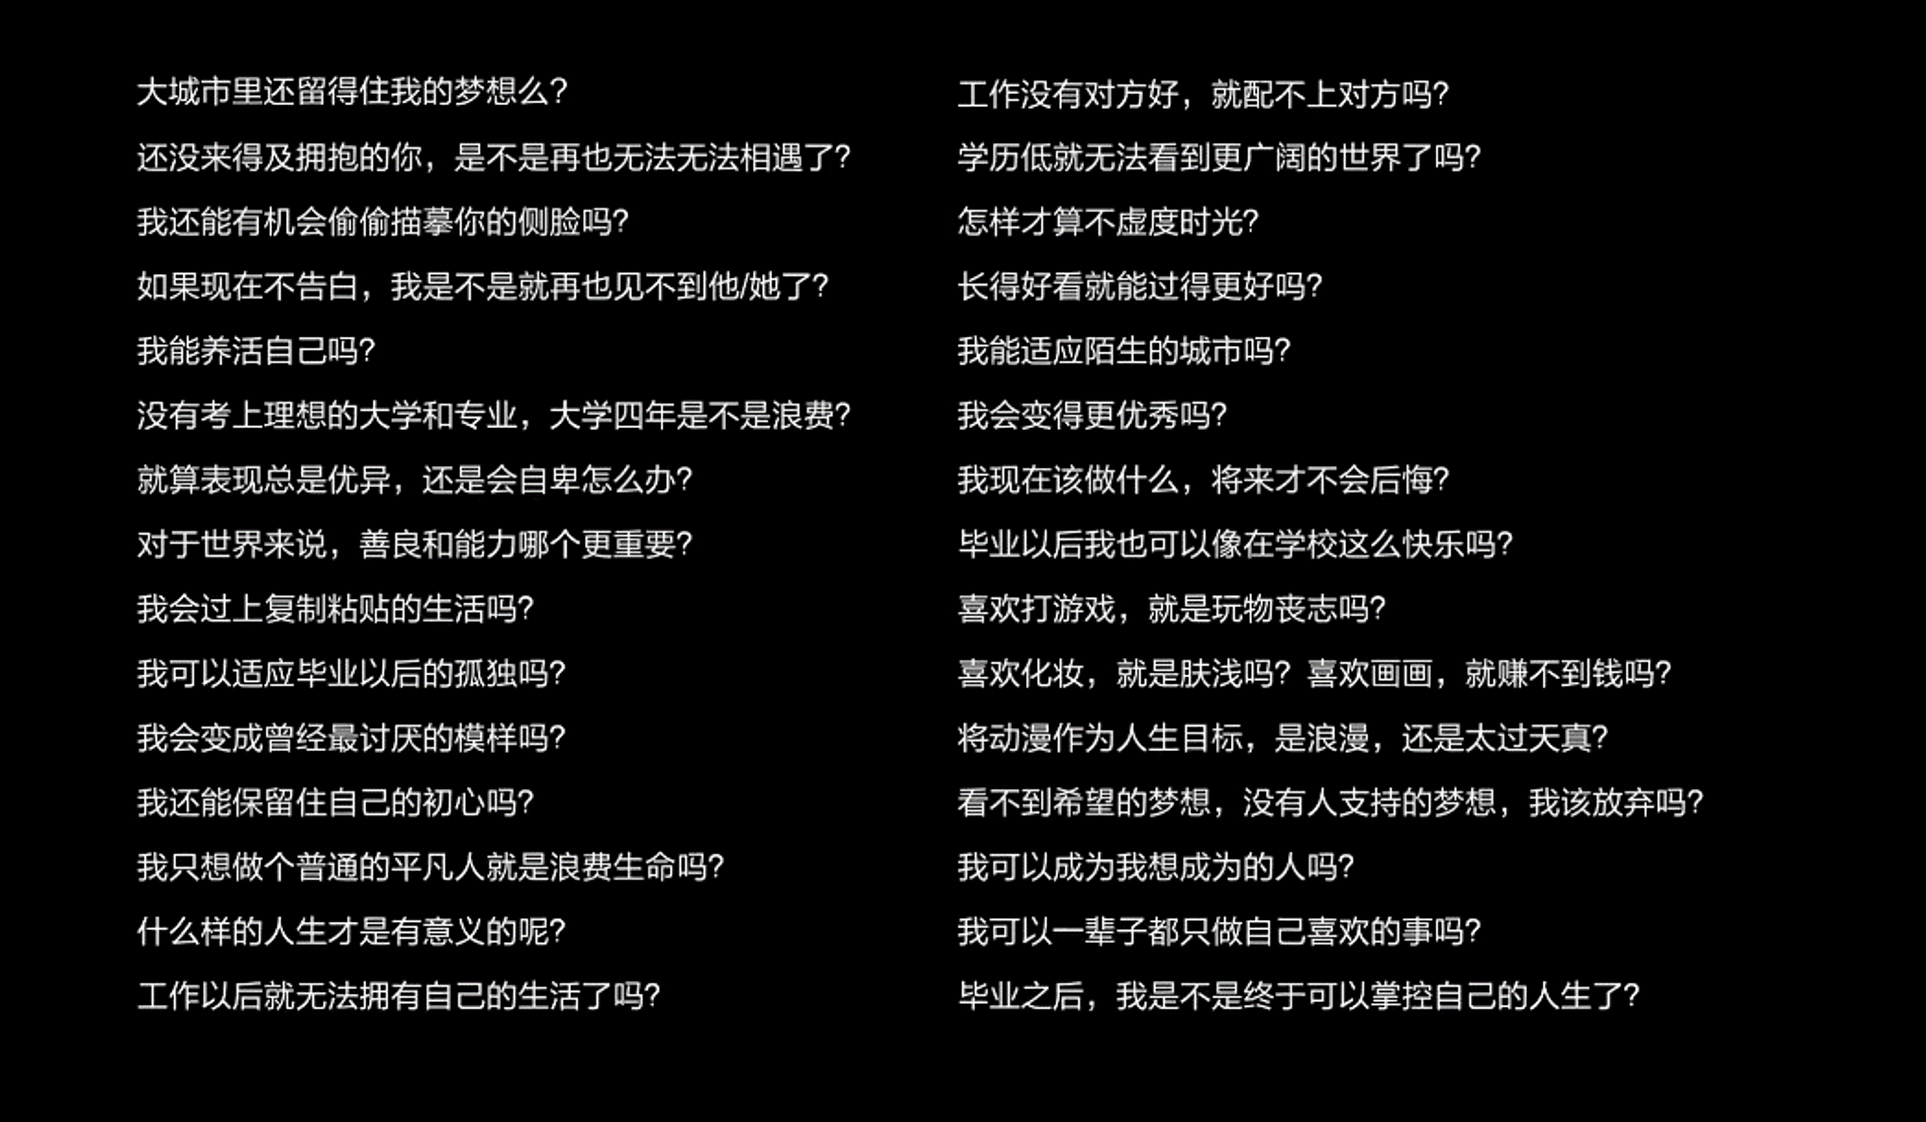 大城市里还留得住我的梦想么?
还没来得及拥抱的你，是不是再也无法无法相遇了?
我还能有机会偷偷描摹你的侧脸吗?
如果现在不告白，我是不是就再也见不到他/她了?
我能养活自己吗?
没有考上理想的大学和专业，大学四年是不是浪费?
就算表现总是优异，还是会自卑怎么办?
对于世界来说，善良和能力哪个更重要?
我会过上复制粘贴的生活吗?
我可以适应毕业以后的孤独吗?
我会变成曾经最讨厌的模样吗?
我还能保留住自己的初心吗?
我只想做个普通的平凡人就是浪费生命吗?
什么样的人生才是有意义的呢?
工作以后就无法拥有自己的生活了吗?
工作没有对方好，就配不上对方吗?
学历低就无法看到更广阔的世界了吗?
怎样才算不虚度时光?
长得好看就能过得更好吗?
我能适应陌生的城市吗?
我会变得更优秀吗?
我现在该做什么，将来才不会后悔?
毕业以后我也可以像在学校这么快乐吗?
喜欢打游戏，就是玩物丧志吗?
喜欢化妆，就是肤浅吗? 喜欢画画，就赚不到钱吗?
将动漫作为人生目标，是浪漫，还是太过天真?
看不到希望的梦想，没有人支持的梦想，我该放弃吗?
我可以成为我想成为的人吗?
我可以一辈子都只做自己喜欢的事吗?
毕业之后，我是不是终于可以掌控自己的人生了?